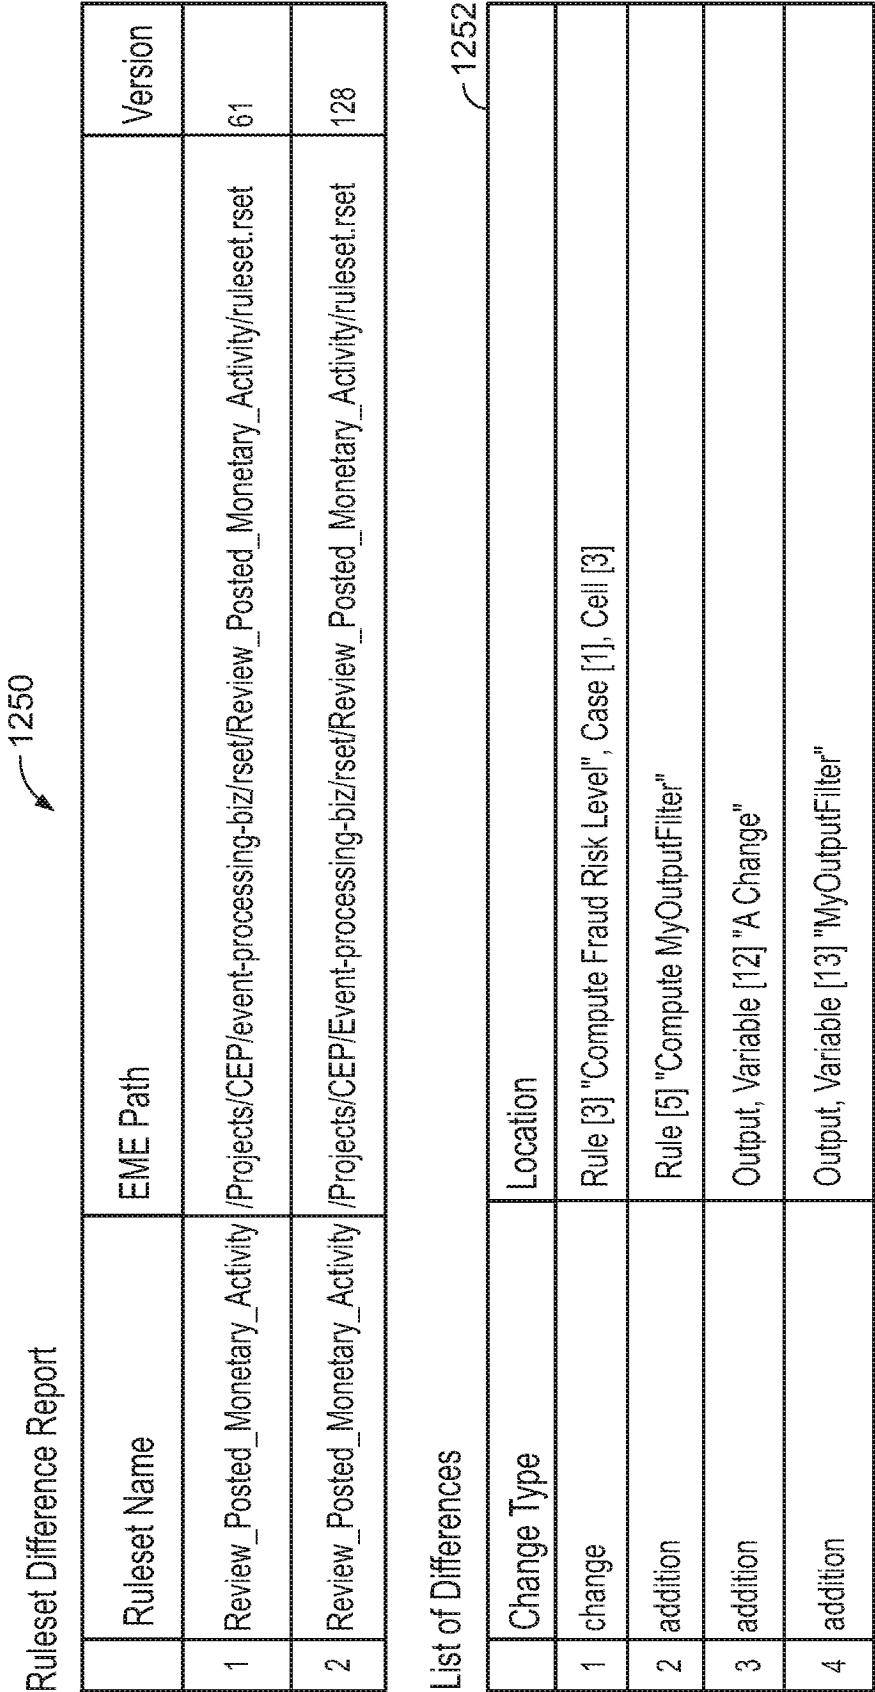 1250
Ruleset Difference Report
Ruleset Name EME Path Version
1 Review_Posted_Monetary_Activity /Projects/CEP/event-processing-biz/rset/Review_Posted_Monetary_Activity/ruleset.rset 61
2 Review_Posted_Monetary_Activity /Projects/CEP/Event-processing-biz/rset/Review_Posted_Monetary_Activity/ruleset.rset 128
List of Differences
1252
Change Type Location
1 change Rule [3] "Compute Fraud Risk Level", Case [1], Cell [3]
2 addition Rule [5] "Compute MyOutputFilter"
3 addition Output, Variable [12] "A Change"
4 addition Output, Variable [13] "MyOutputFilter"